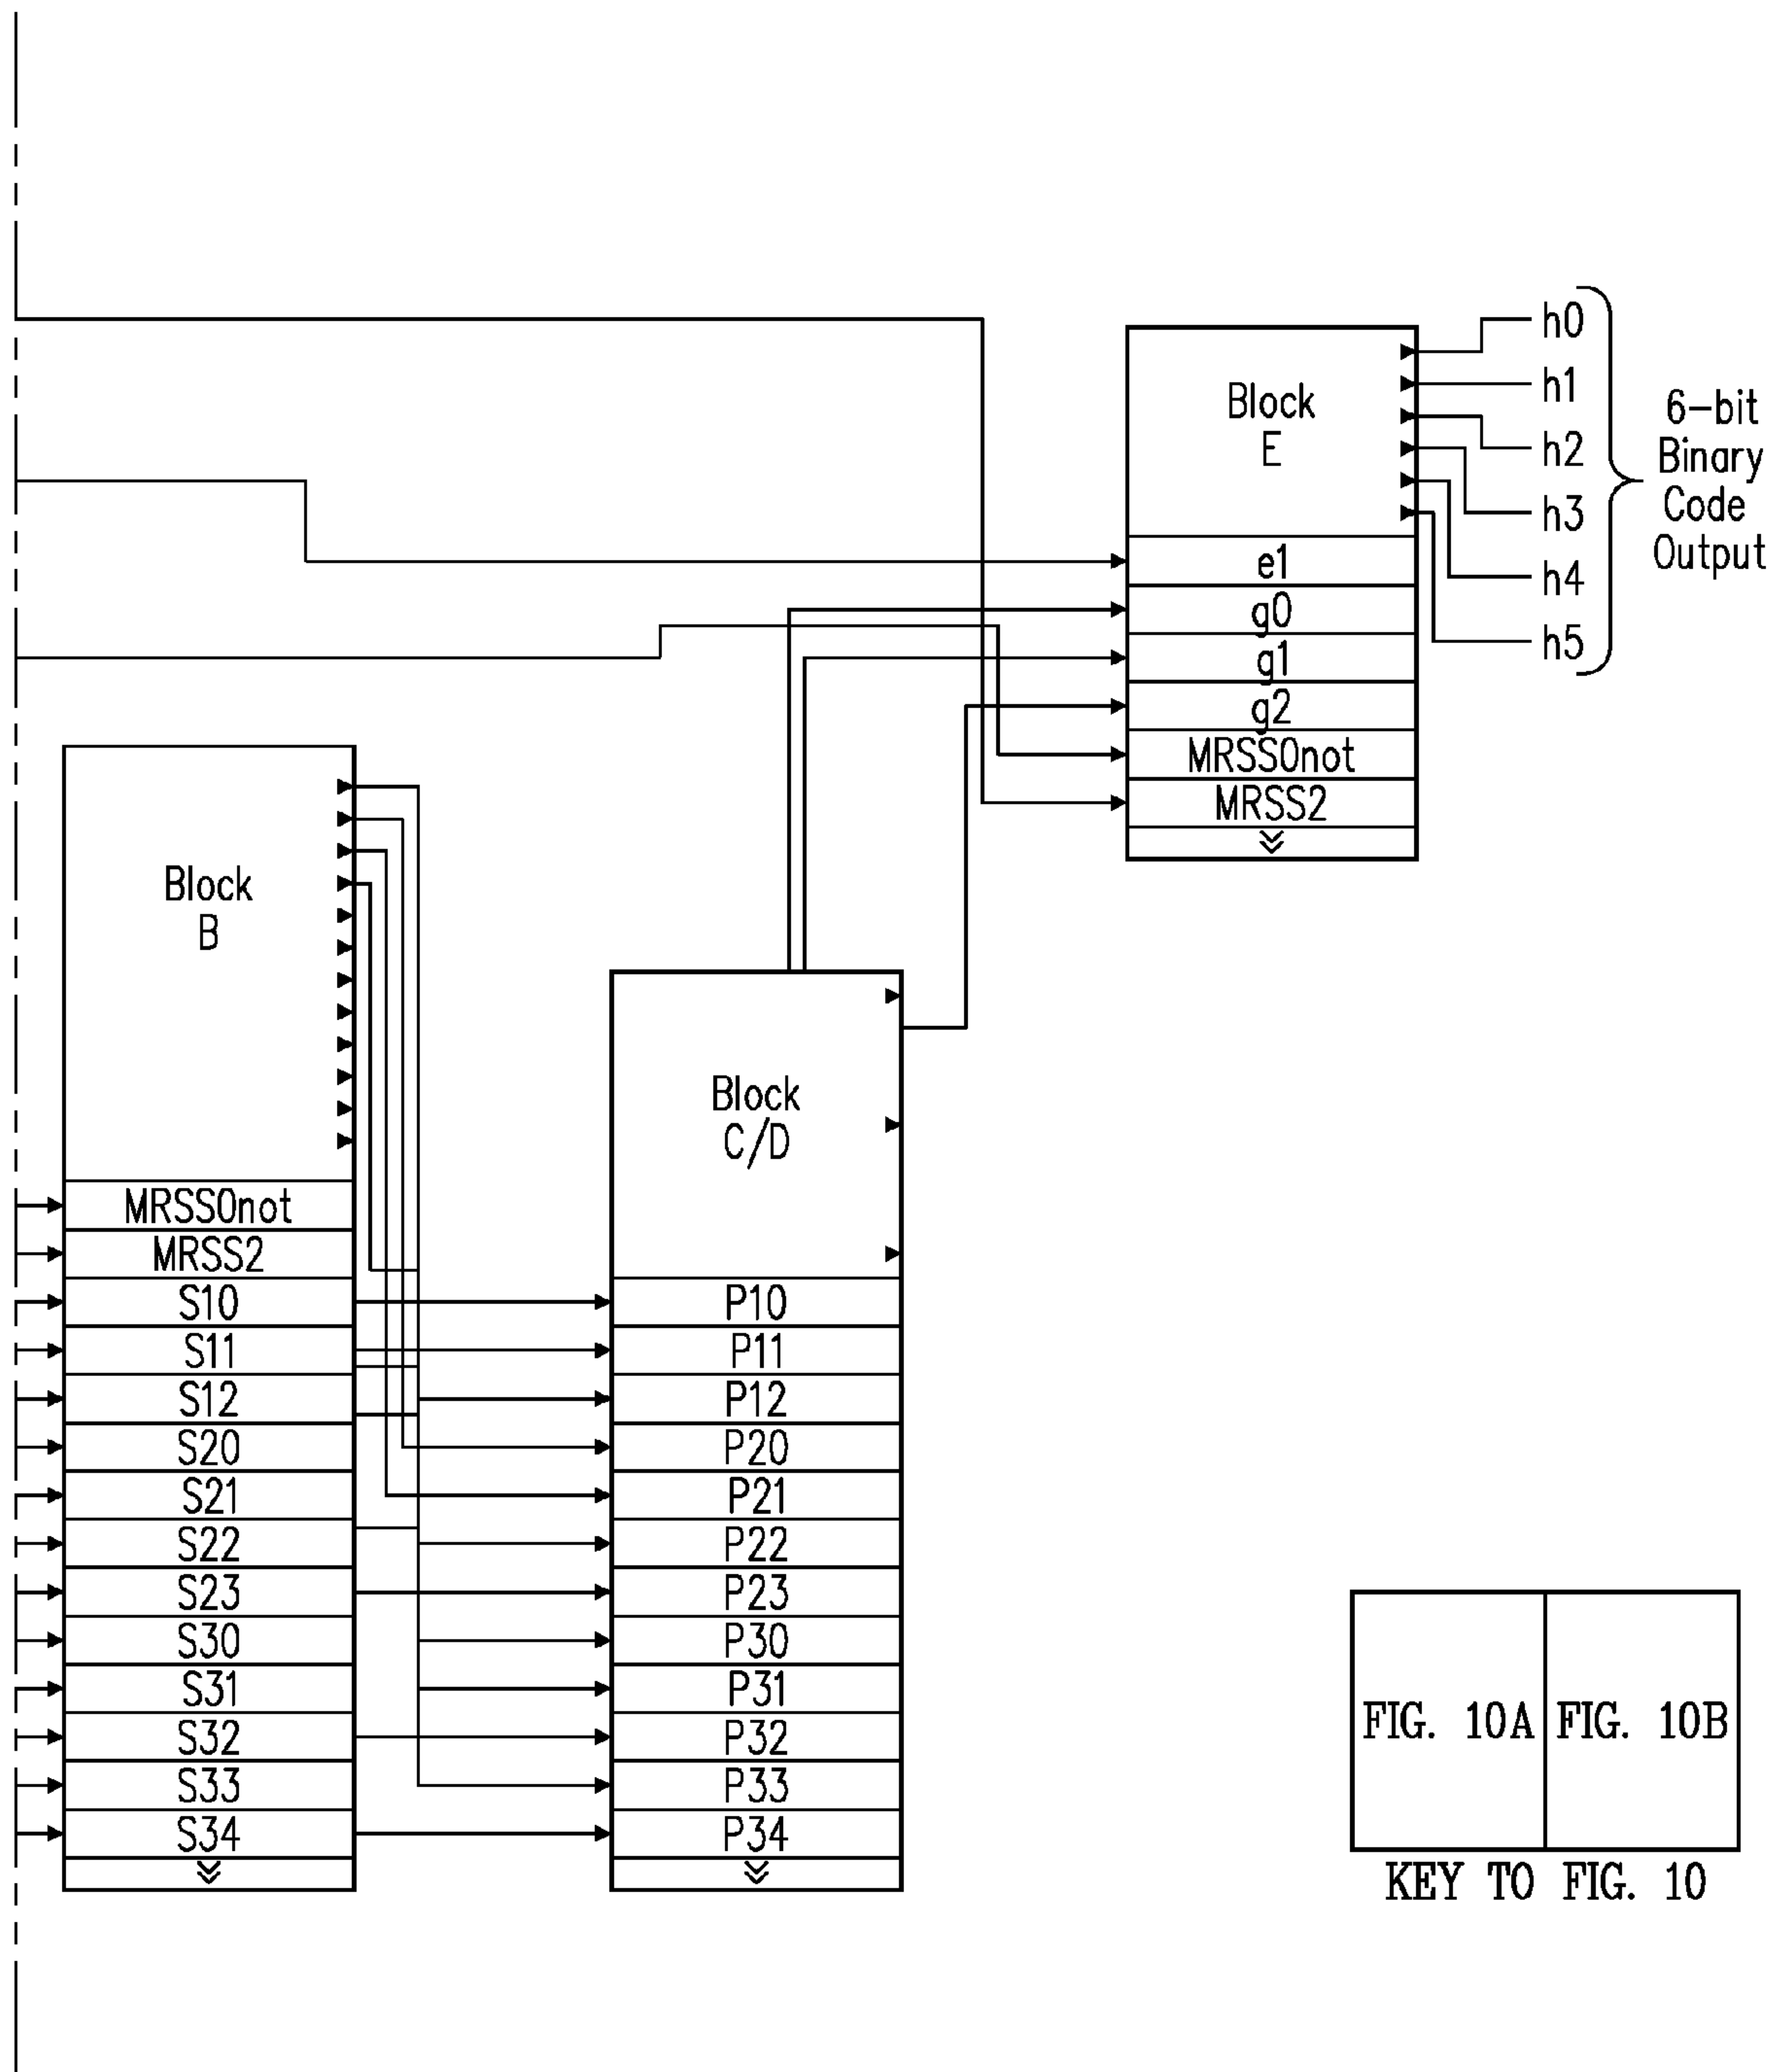 Block
E
e1
g0
g1
g2
MRSS0not
MRSS2
h0
h1
h2
h3
h4
h5
6-bit
Binary
Code
Output
Block
B
MRSS0not
MRSS2
S10
S11
S12
S20
S21
S22
S23
S30
S31
S32
S33
S34
Block
C/D
P10
P11
P12
P20
P21
P22
P23
P30
P31
P32
P33
P34
FIG. 10A
FIG. 10B
KEY TO FIG. 10